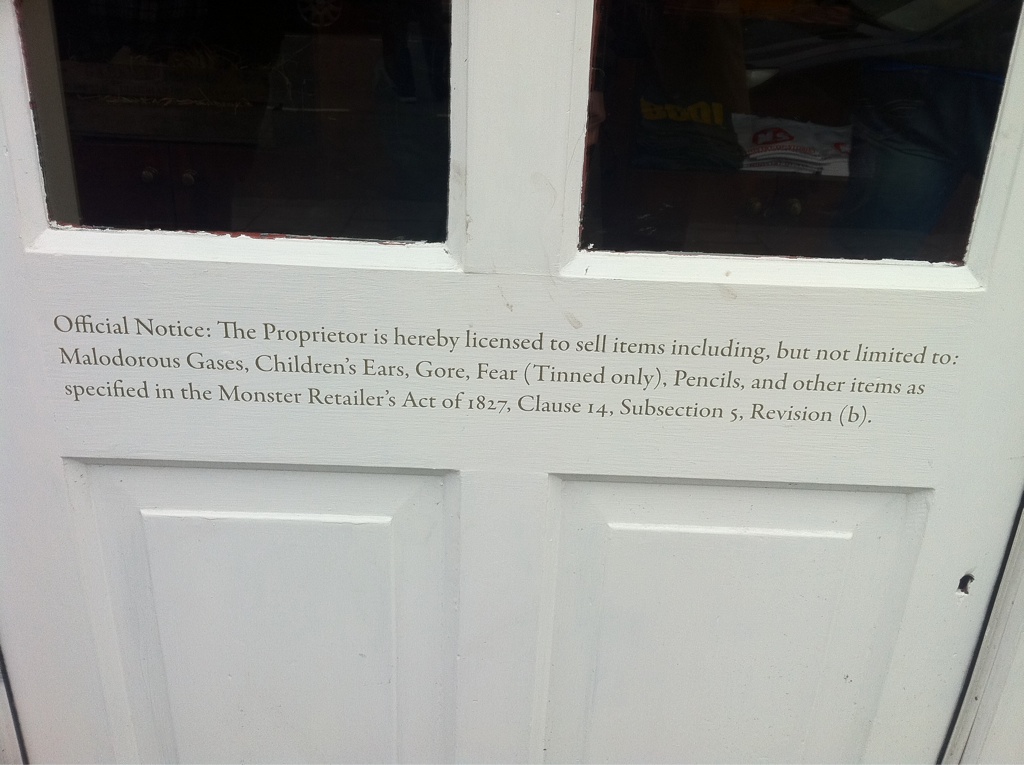 Official Notice: The Proprietor is hereby licensed to sell items including, but not limited to:
Malodorous Gases, Children's Ears, Gore, Fear (Tinned only), Pencils, and other items as
specified in the Monster Retailer's Act of 1827, Clause 14, Subsection 5, Revision (b).